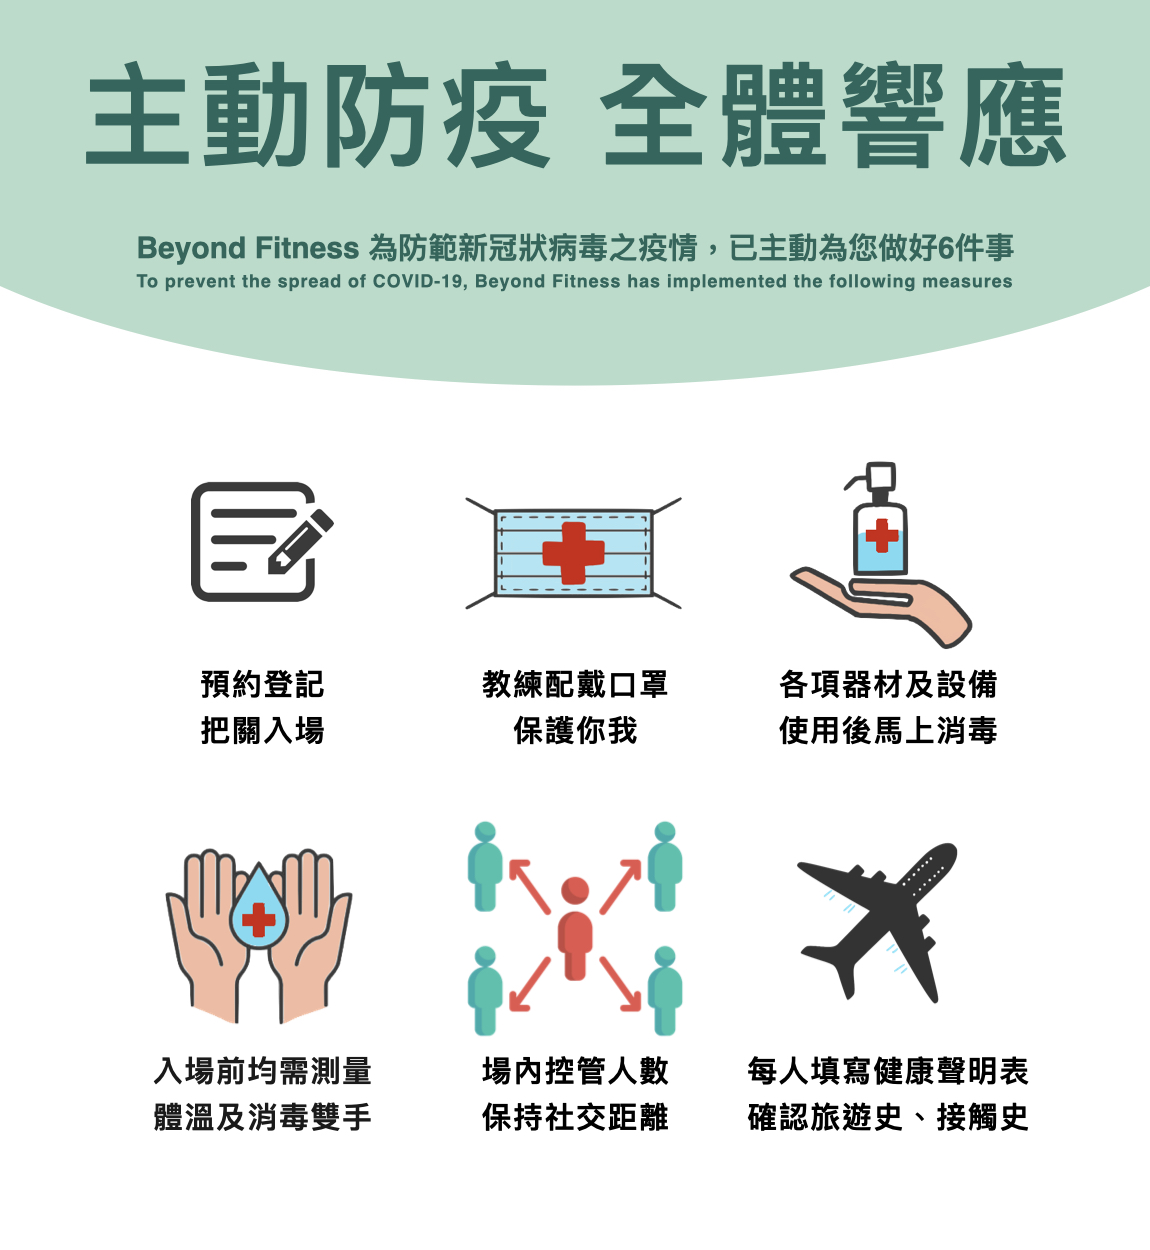 主動防疫 全體響應
Beyond Fitness 為防範新冠狀病毒之疫情，已主動為您做好6件事
To prevent the spread of COVID-19, Beyond Fitness has implemented the following measures
預約登記
把關入場
教練配戴口罩
保護你我
各項器材及設備
使用後馬上消毒
入場前均需測量
體溫及消毒雙手
場內控管人數
保持社交距離
每人填寫健康聲明表
確認旅遊史、接觸史